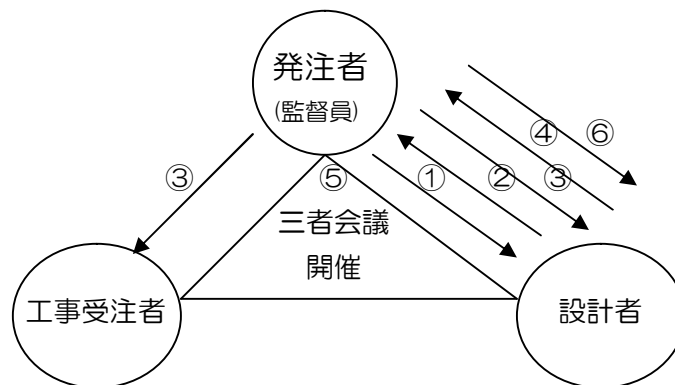 発注者
(監督員)
④ ⑥
③ ⑤ ① ② ③
三者会議
開催
工事受注者
設計者